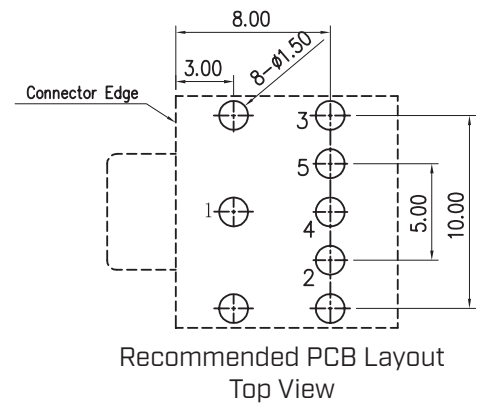 8.00
3.00
8-ø1.50
Connector Edge
3
5
1
4
2
5.00
10.00
Recommended PCB Layout
Top View